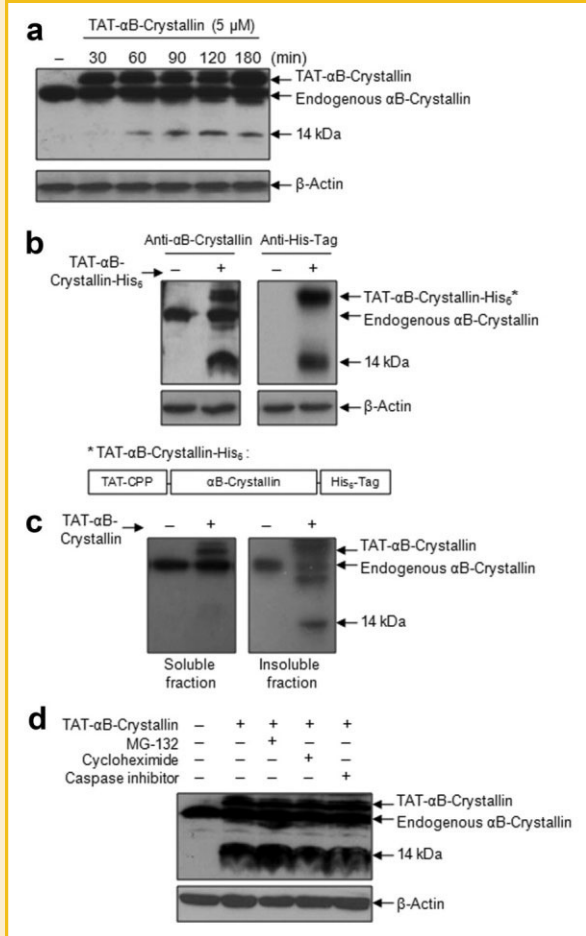 a
TAT-αB-Crystallin (5 μM)
– 30 60 90 120 180 (min)
TAT-αB-Crystallin
Endogenous αB-Crystallin
14 kDa
β-Actin
b
Anti-αB-Crystallin Anti-His-Tag
TAT-αB-
Crystallin-His₆ – + – +
TAT-αB-Crystallin-His₆*
Endogenous αB-Crystallin
14 kDa
β-Actin
* TAT-αB-Crystallin-His₆ :
TAT-CPP αB-Crystallin His₆-Tag
c
TAT-αB-
Crystallin – + – +
TAT-αB-Crystallin
Endogenous αB-Crystallin
14 kDa
Soluble
fraction
Insoluble
fraction
d
TAT-αB-Crystallin – + + + +
MG-132 – – + – –
Cycloheximide – – – + –
Caspase inhibitor – – – – +
TAT-αB-Crystallin
Endogenous αB-Crystallin
14 kDa
β-Actin